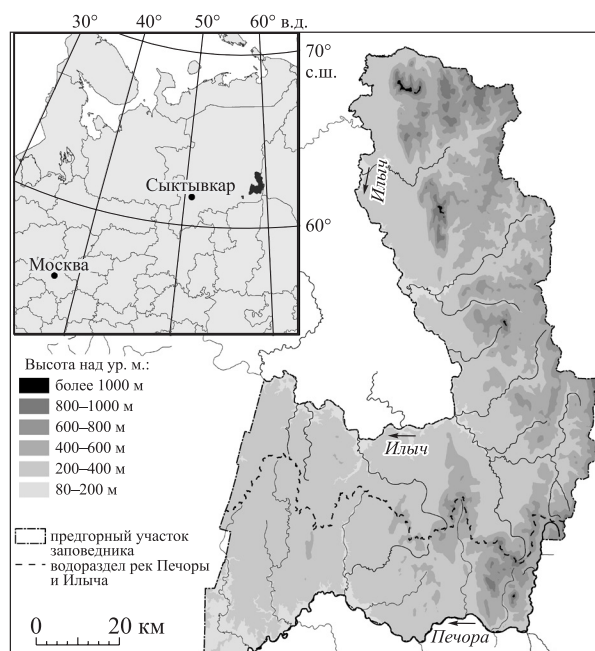 30° 40° 50° 60° в.д.
70°
с.ш.
Илыч
Сыктывкар
60°
Москва
Высота над ур. м.:
более 1000 м
800–1000 м
600–800 м
400–600 м
200–400 м
80–200 м
Илыч
предгорный участок
заповедника
водораздел рек Печоры
и Илыча
0 20 км
Печора